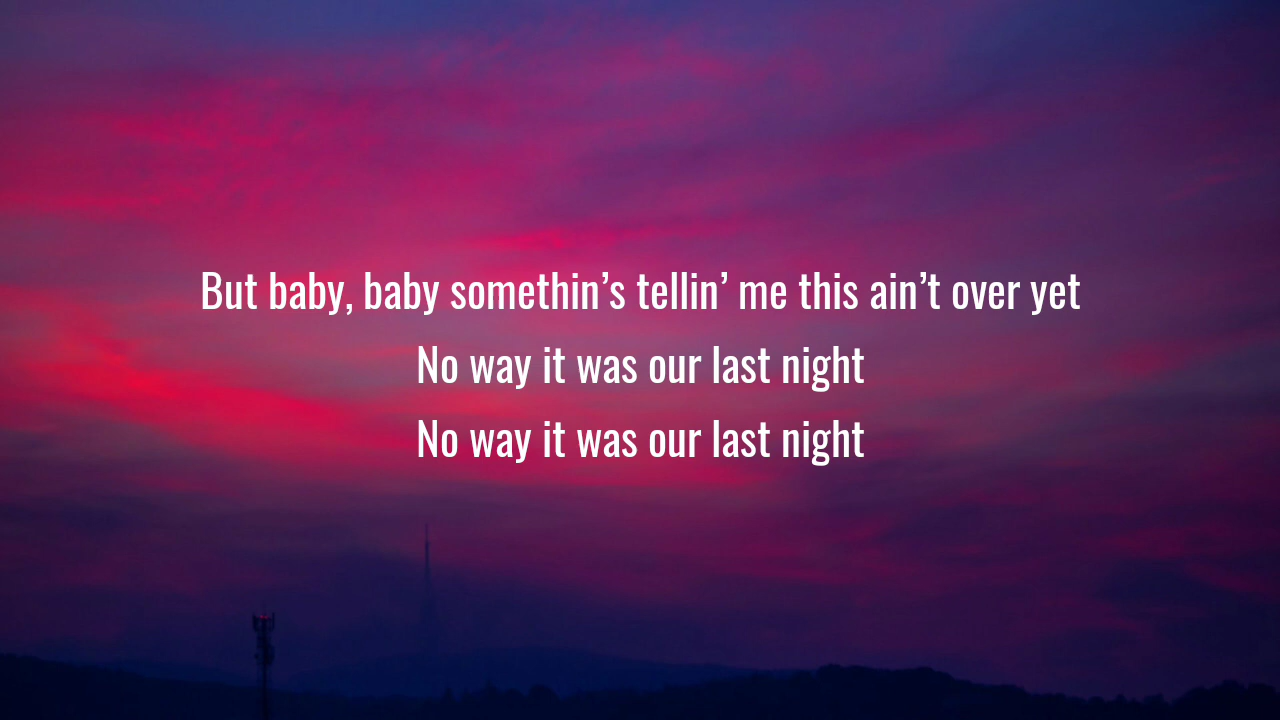 But baby, baby somethin’s tellin’ me this ain’t over yet
No way it was our last night
No way it was our last night